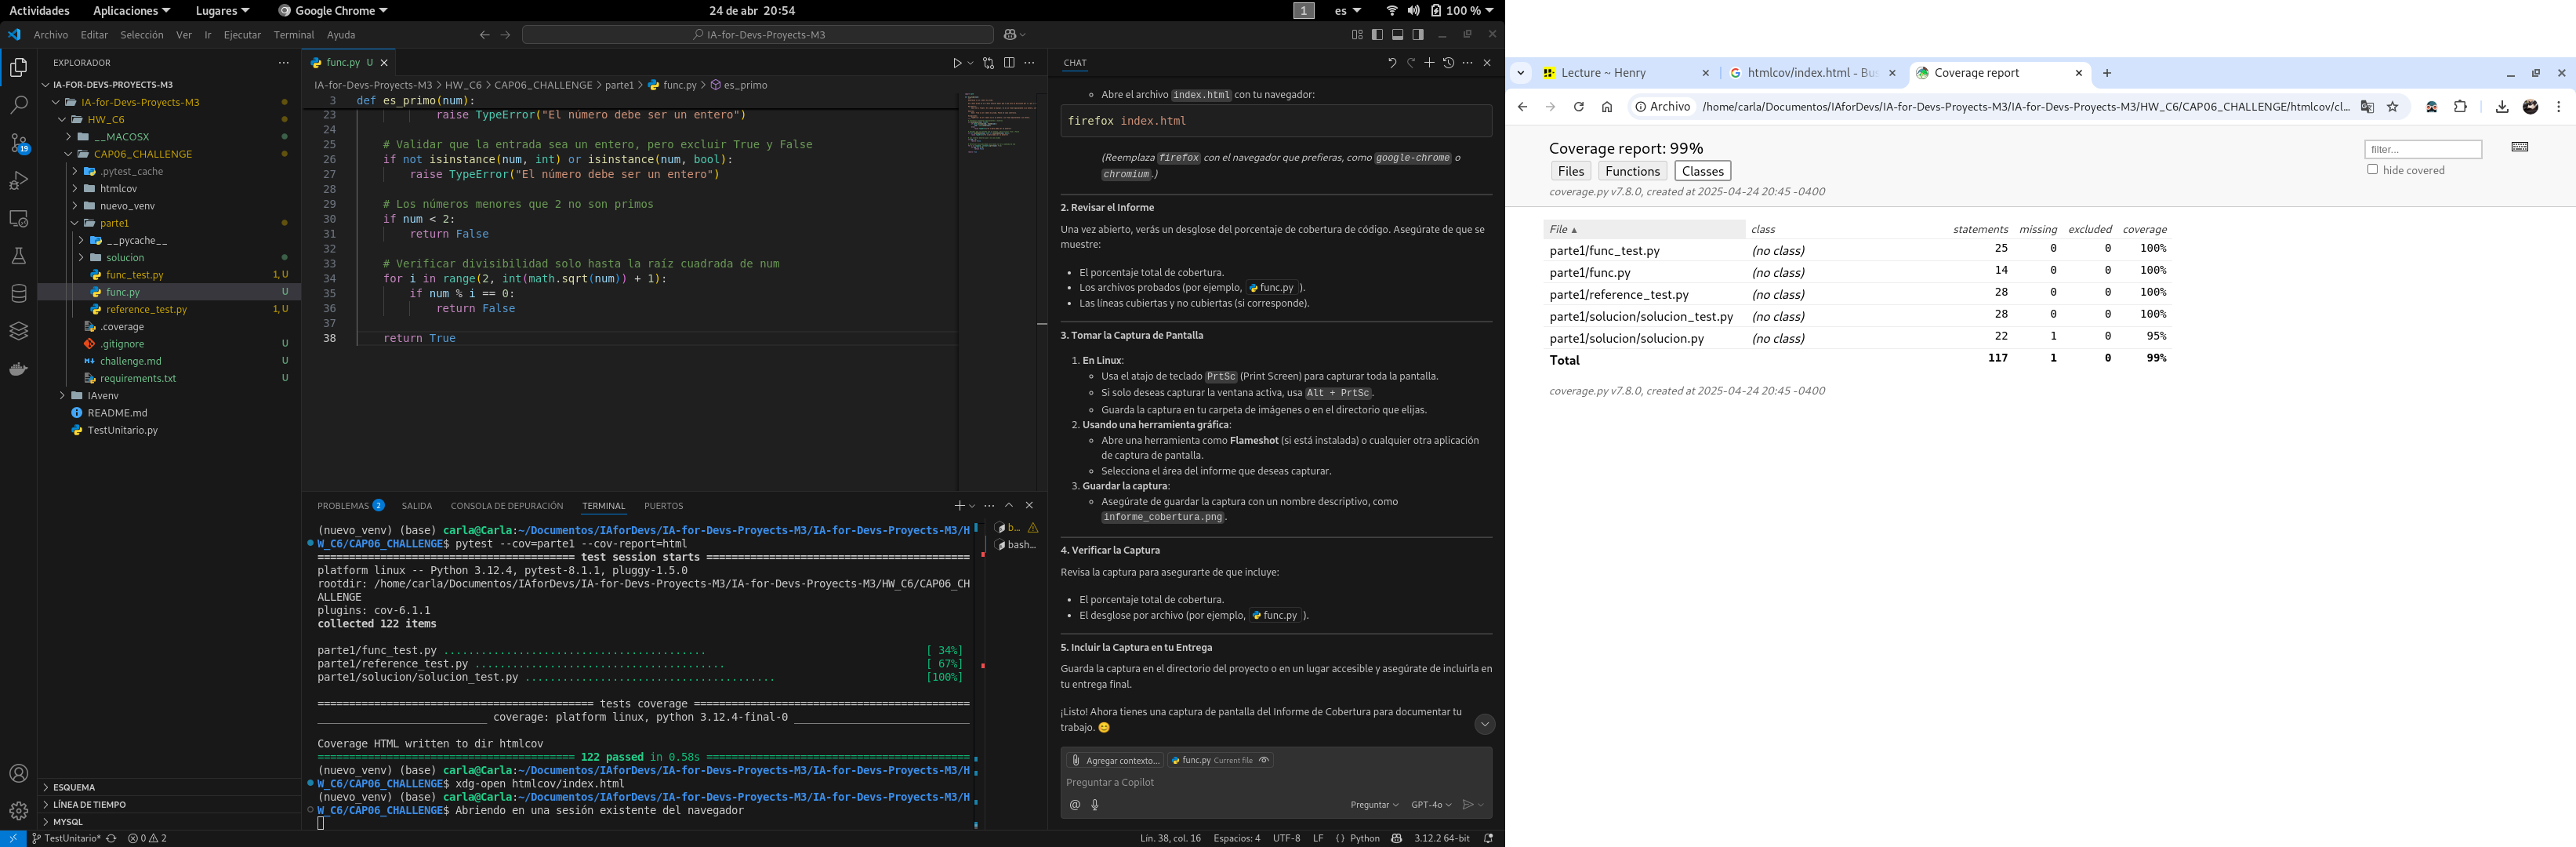 Actividades Aplicaciones Lugares Google Chrome 24 de abr 20:54 1 es 100 %
Archivo Editar Selección Ver Ir Ejecutar Terminal Ayuda IA-for-Devs-Proyects-M3
EXPLORADOR
IA-FOR-DEVS-PROYECTS-M3
IA-for-Devs-Proyects-M3
HW_C6
__MACOSX
CAP06_CHALLENGE
.pytest_cache
htmlcov
nuevo_venv
parte1
__pycache__
solucion
func_test.py 1, U
func.py U
reference_test.py 1, U
.coverage
.gitignore U
challenge.md U
requirements.txt U
IAvenv
README.md
TestUnitario.py
ESQUEMA
LÍNEA DE TIEMPO
MYSQL
19
func.py U
IA-for-Devs-Proyects-M3 > HW_C6 > CAP06_CHALLENGE > parte1 > func.py > es_primo
3 def es_primo(num):
23 raise TypeError("El número debe ser un entero")
24
25 # Validar que la entrada sea un entero, pero excluir True y False
26 if not isinstance(num, int) or isinstance(num, bool):
27 raise TypeError("El número debe ser un entero")
28
29 # Los números menores que 2 no son primos
30 if num < 2:
31 return False
32
33 # Verificar divisibilidad solo hasta la raíz cuadrada de num
34 for i in range(2, int(math.sqrt(num)) + 1):
35 if num % i == 0:
36 return False
37
38 return True
PROBLEMAS 2 SALIDA CONSOLA DE DEPURACIÓN TERMINAL PUERTOS
(nuevo_venv) (base) carla@Carla:~/Documentos/IAforDevs/IA-for-Devs-Proyects-M3/IA-for-Devs-Proyects-M3/H
W_C6/CAP06_CHALLENGE$ pytest --cov=parte1 --cov-report=html
test session starts
platform linux -- Python 3.12.4, pytest-8.1.1, pluggy-1.5.0
rootdir: /home/carla/Documentos/IAforDevs/IA-for-Devs-Proyects-M3/IA-for-Devs-Proyects-M3/HW_C6/CAP06_CH
ALLENGE
plugins: cov-6.1.1
collected 122 items
parte1/func_test.py .......................................... [ 34%]
parte1/reference_test.py ........................................ [ 67%]
parte1/solucion/solucion_test.py ........................................ [100%]
tests coverage
coverage: platform linux, python 3.12.4-final-0
Coverage HTML written to dir htmlcov
122 passed in 0.58s
(nuevo_venv) (base) carla@Carla:~/Documentos/IAforDevs/IA-for-Devs-Proyects-M3/IA-for-Devs-Proyects-M3/H
W_C6/CAP06_CHALLENGE$ xdg-open htmlcov/index.html
(nuevo_venv) (base) carla@Carla:~/Documentos/IAforDevs/IA-for-Devs-Proyects-M3/IA-for-Devs-Proyects-M3/H
W_C6/CAP06_CHALLENGE$ Abriendo en una sesión existente del navegador
b...
bash...
CHAT
Abre el archivo index.html con tu navegador:
firefox index.html
(Reemplaza firefox con el navegador que prefieras, como google-chrome o
chromium.)
2. Revisar el Informe
Una vez abierto, verás un desglose del porcentaje de cobertura de código. Asegúrate de que se
muestre:
• El porcentaje total de cobertura.
• Los archivos probados (por ejemplo, func.py ).
• Las líneas cubiertas y no cubiertas (si corresponde).
3. Tomar la Captura de Pantalla
1. En Linux:
Usa el atajo de teclado PrtSc (Print Screen) para capturar toda la pantalla.
Si solo deseas capturar la ventana activa, usa Alt + PrtSc.
Guarda la captura en tu carpeta de imágenes o en el directorio que elijas.
2. Usando una herramienta gráfica:
Abre una herramienta como Flameshot (si está instalada) o cualquier otra aplicación
de captura de pantalla.
Selecciona el área del informe que deseas capturar.
3. Guardar la captura:
Asegúrate de guardar la captura con un nombre descriptivo, como
informe_cobertura.png.
4. Verificar la Captura
Revisa la captura para asegurarte de que incluye:
• El porcentaje total de cobertura.
• El desglose por archivo (por ejemplo, func.py ).
5. Incluir la Captura en tu Entrega
Guarda la captura en el directorio del proyecto o en un lugar accesible y asegúrate de incluirla en
tu entrega final.
¡Listo! Ahora tienes una captura de pantalla del Informe de Cobertura para documentar tu
trabajo. 😊
Agregar contexto... func.py Current file
Preguntar a Copilot
@ Preguntar GPT-4o
TestUnitario* 0 2 Lín. 38, col. 16 Espacios: 4 UTF-8 LF { } Python 3.12.2 64-bit
Lecture ~ Henry htmlcov/index.html - Bus Coverage report
Archivo /home/carla/Documentos/IAforDevs/IA-for-Devs-Proyects-M3/IA-for-Devs-Proyects-M3/HW_C6/CAP06_CHALLENGE/htmlcov/cl...
Coverage report: 99% filter...
Files Functions Classes hide covered
coverage.py v7.8.0, created at 2025-04-24 20:45 -0400
File ▲ class statements missing excluded coverage
parte1/func_test.py (no class) 25 0 0 100%
parte1/func.py (no class) 14 0 0 100%
parte1/reference_test.py (no class) 28 0 0 100%
parte1/solucion/solucion_test.py (no class) 28 0 0 100%
parte1/solucion/solucion.py (no class) 22 1 0 95%
Total 117 1 0 99%
coverage.py v7.8.0, created at 2025-04-24 20:45 -0400